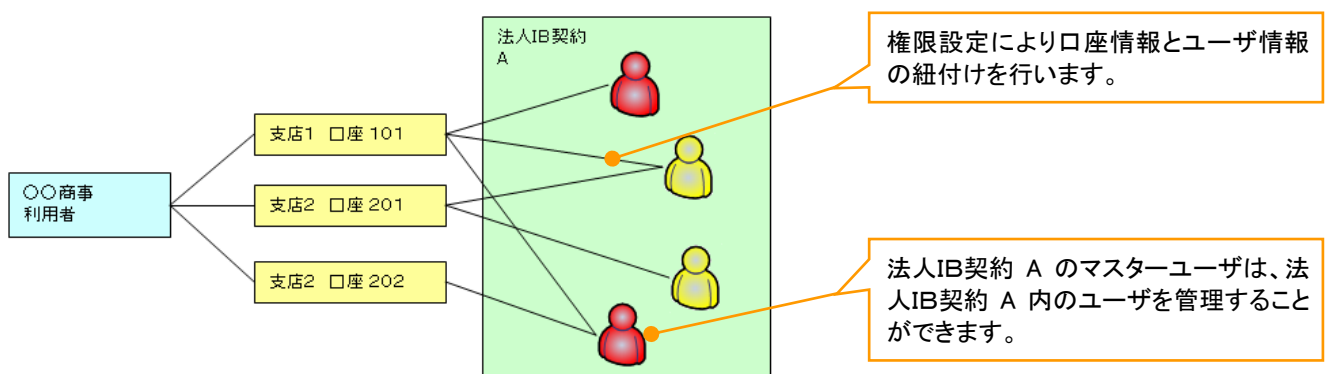 法人IB契約
A
権限設定により口座情報とユーザ情報
の紐付けを行います。
支店1 口座 101
〇〇商事
利用者
支店2 口座 201
支店2 口座 202
法人IB契約 A のマスターユーザは、法
人IB契約 A 内のユーザを管理すること
ができます。